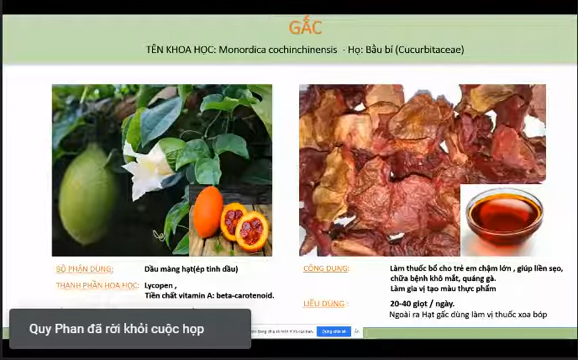 GẤC
TÊN KHOA HỌC: Monordica cochinchinensis - Họ: Bầu bí (Cucurbitaceae)
BỘ PHẬN DÙNG: Dầu màng hạt(ép tinh dầu)
THÀNH PHẦN HOÁ HỌC: Lycopen ,
Tiền chất vitamin A: beta-carotenoid.
CÔNG DỤNG: Làm thuốc bổ cho trẻ em chậm lớn , giúp liền sẹo,
chữa bệnh khô mắt, quáng gà.
Làm gia vị tạo màu thực phẩm
LIỀU DÙNG : 20-40 giọt / ngày.
Ngoài ra Hạt gấc dùng làm vị thuốc xoa bóp
Quy Phan đã rời khỏi cuộc họp